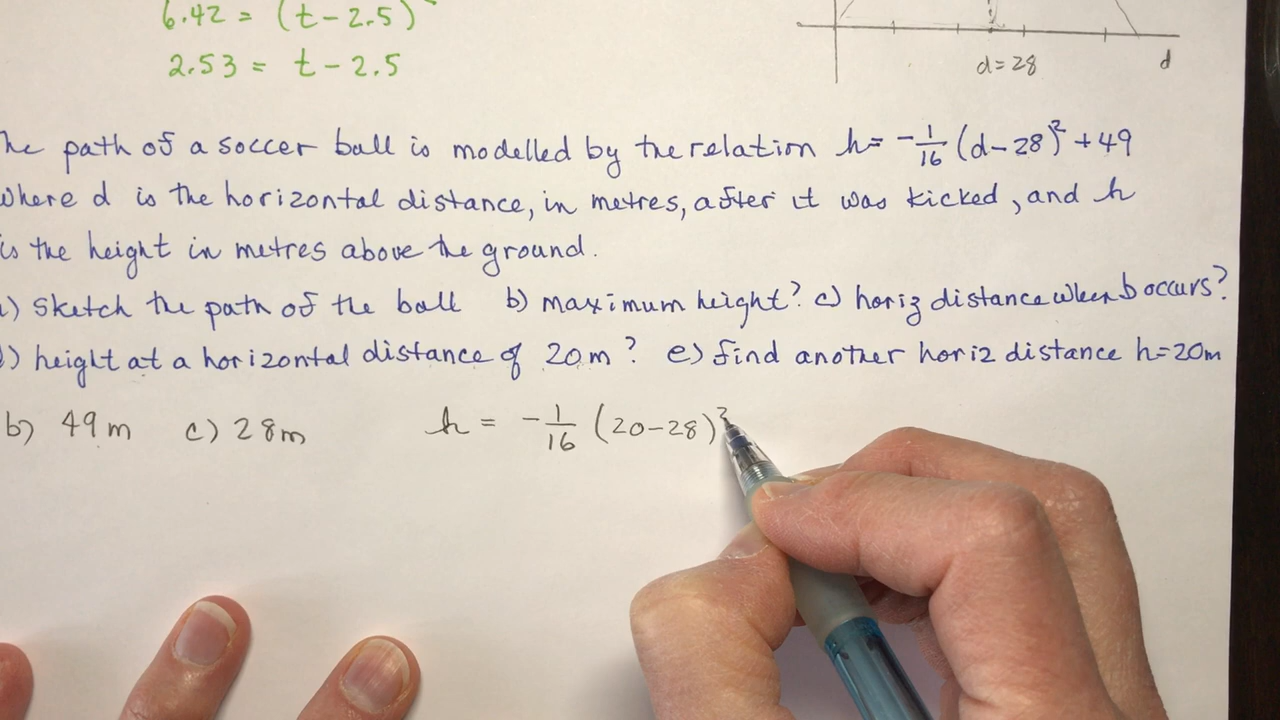 6.42 = (t-2.5)²
2.53 = t-2.5
d=28
d
he path of a soccer ball is modelled by the relation h= -1/16 (d-28)² +49
where d is the horizontal distance, in metres, after it was kicked, and h
is the height in metres above the ground.
) Sketch the path of the ball b) maximum height? c) horiz distance when b occurs?
) height at a horizontal distance of 20m? e) find another horiz distance h=20m
b) 49m c) 28m h = -1/16 (20-28)²